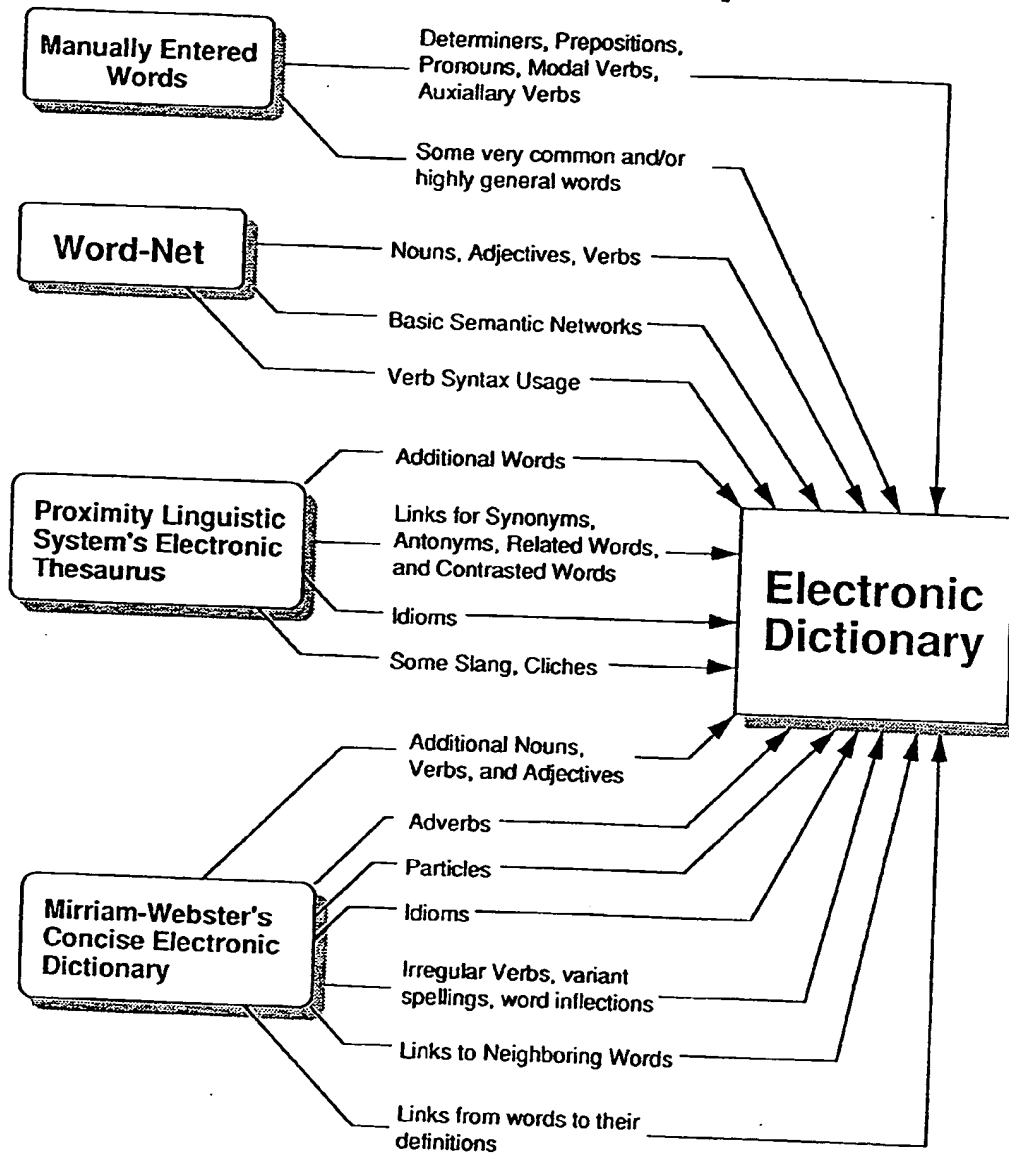 Manually Entered
Words
Determiners, Prepositions,
Pronouns, Modal Verbs,
Auxiallary Verbs
Some very common and/or
highly general words
Word-Net
Nouns, Adjectives, Verbs
Basic Semantic Networks
Verb Syntax Usage
Proximity Linguistic
System's Electronic
Thesaurus
Additional Words
Links for Synonyms,
Antonyms, Related Words,
and Contrasted Words
Idioms
Some Slang, Cliches
Electronic
Dictionary
Mirriam-Webster's
Concise Electronic
Dictionary
Additional Nouns,
Verbs, and Adjectives
Adverbs
Particles
Idioms
Irregular Verbs, variant
spellings, word inflections
Links to Neighboring Words
Links from words to their
definitions